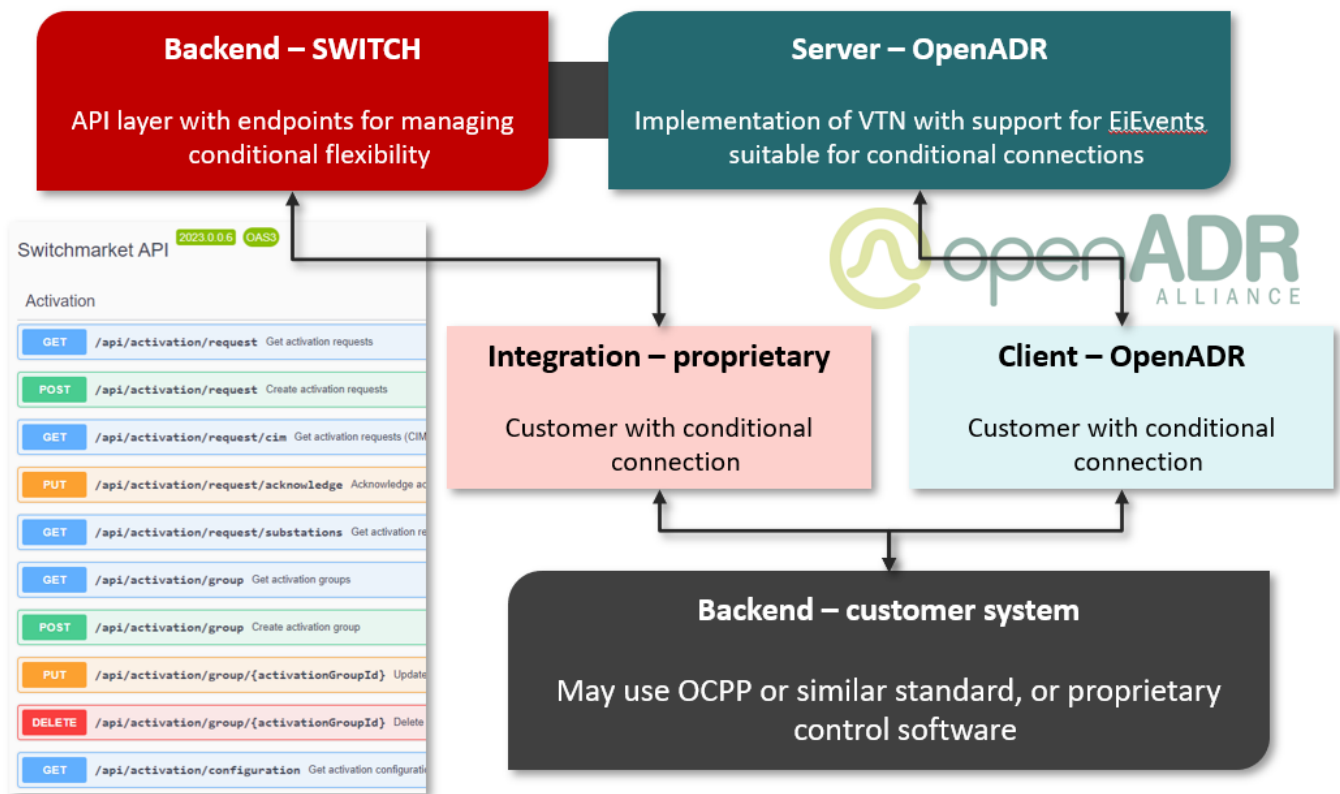 Backend – SWITCH
API layer with endpoints for managing
conditional flexibility
Server – OpenADR
Implementation of VTN with support for EiEvents
suitable for conditional connections
Switchmarket API 2023.0.0.6 OAS3
Activation
GET /api/activation/request Get activation requests
POST /api/activation/request Create activation requests
GET /api/activation/request/cim Get activation requests (CIM
PUT /api/activation/request/acknowledge Acknowledge ac
GET /api/activation/request/substations Get activation re
GET /api/activation/group Get activation groups
POST /api/activation/group Create activation group
PUT /api/activation/group/{activationGroupId} Update
DELETE /api/activation/group/{activationGroupId} Delete
GET /api/activation/configuration Get activation configurati
openADR
ALLIANCE
Integration – proprietary
Customer with conditional
connection
Client – OpenADR
Customer with conditional
connection
Backend – customer system
May use OCPP or similar standard, or proprietary
control software